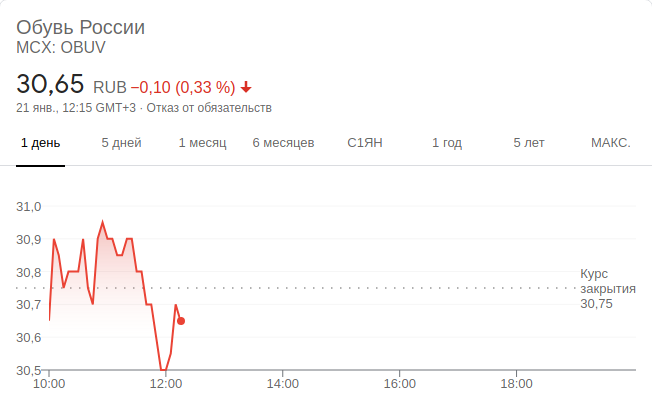 Обувь России
MCX: OBUV
30,65 RUB −0,10 (0,33 %)
21 янв., 12:15 GMT+3 · Отказ от обязательств
1 день 5 дней 1 месяц 6 месяцев С1ЯН 1 год 5 лет МАКС.
31,0
30,9
30,8
30,7
30,6
30,5
Курс
закрытия
30,75
10:00 12:00 14:00 16:00 18:00